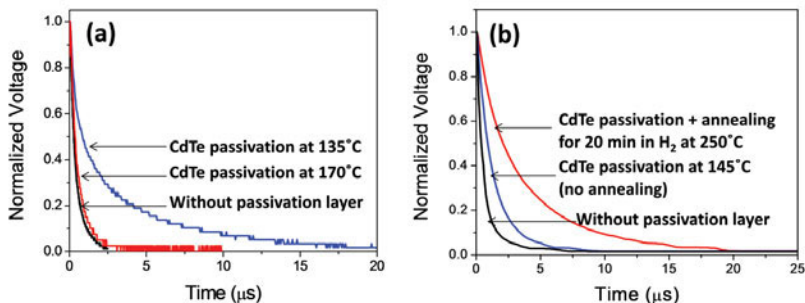 (a)
Normalized Voltage
1.0
0.8
0.6
0.4
0.2
0.0
CdTe passivation at 135°C
CdTe passivation at 170°C
Without passivation layer
0 5 10 15 20
Time (μs)
(b)
Normalized Voltage
1.0
0.8
0.6
0.4
0.2
0.0
CdTe passivation + annealing
for 20 min in H₂ at 250°C
CdTe passivation at 145°C
(no annealing)
Without passivation layer
0 5 10 15 20 25
Time (μs)